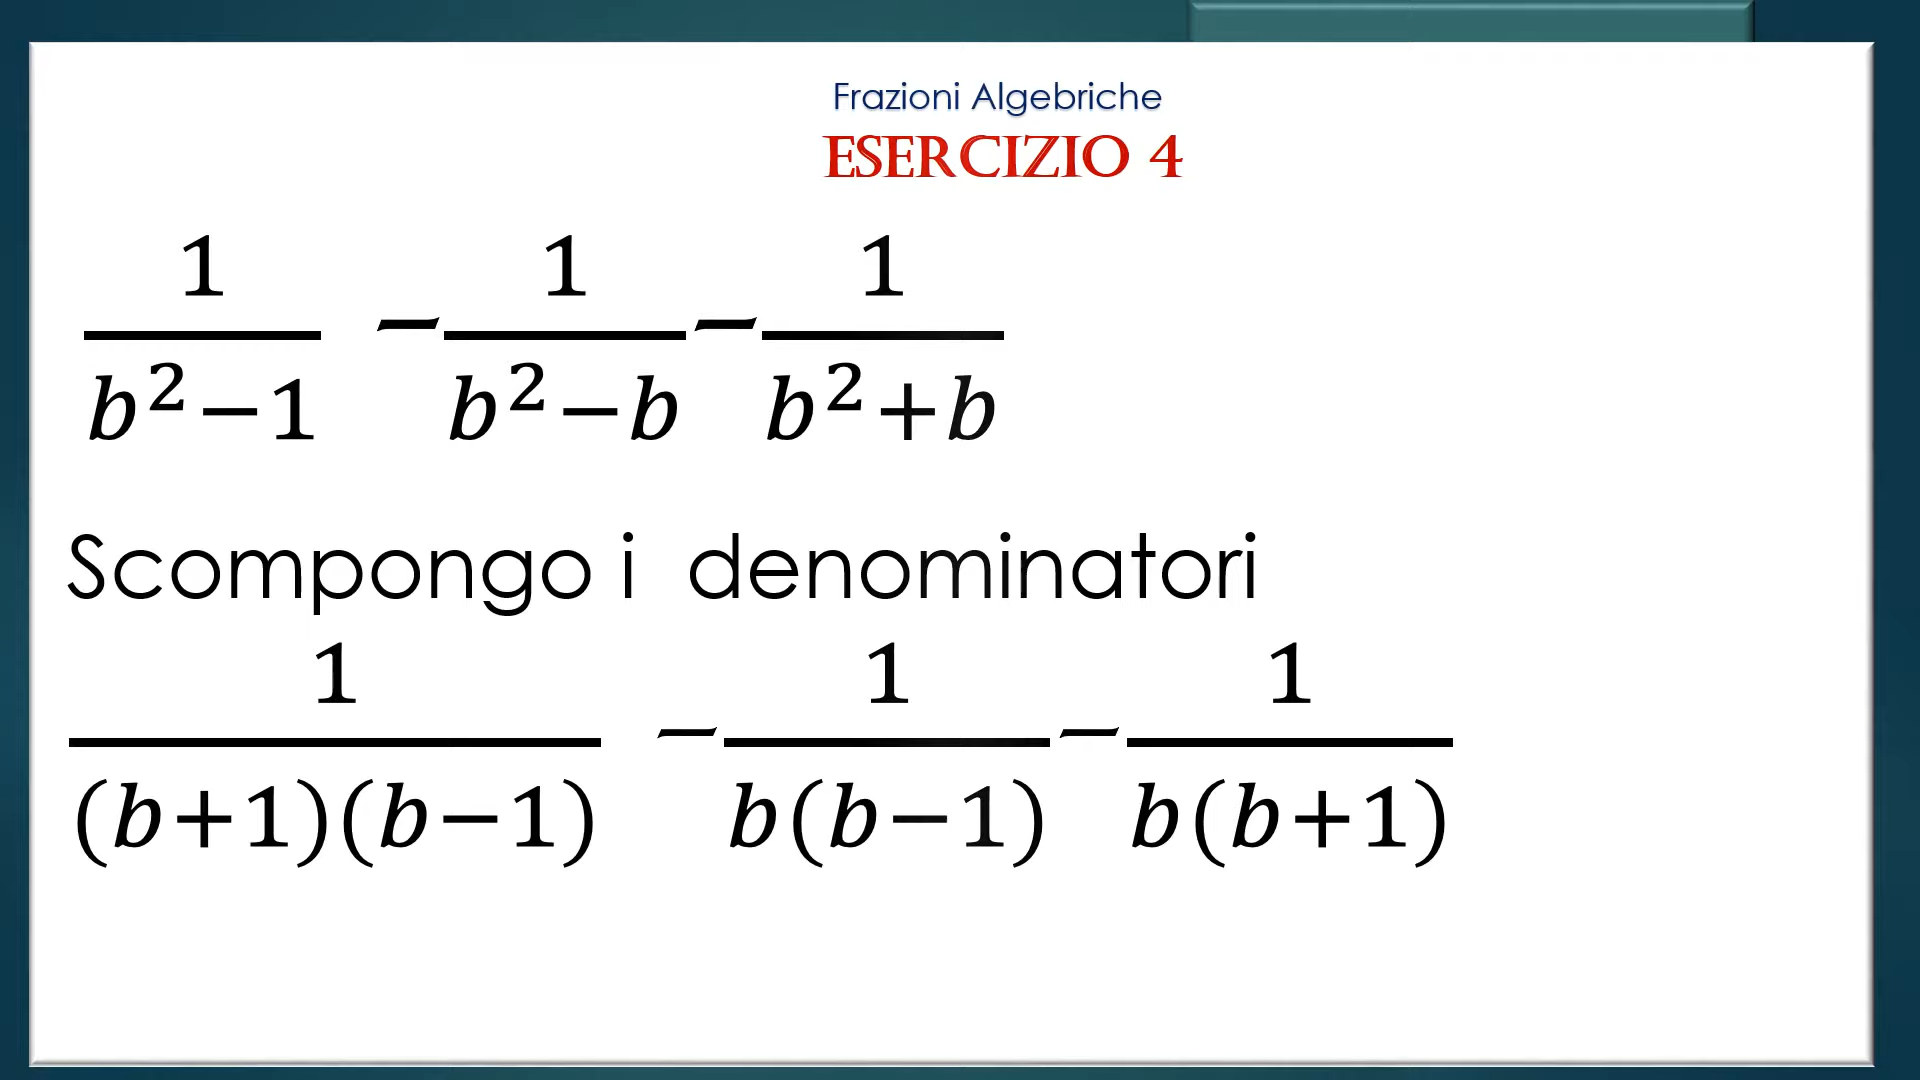 Frazioni Algebriche
ESERCIZIO 4
1/(b²−1) − 1/(b²−b) − 1/(b²+b)
Scompongo i denominatori
1/((b+1)(b−1)) − 1/(b(b−1)) − 1/(b(b+1))